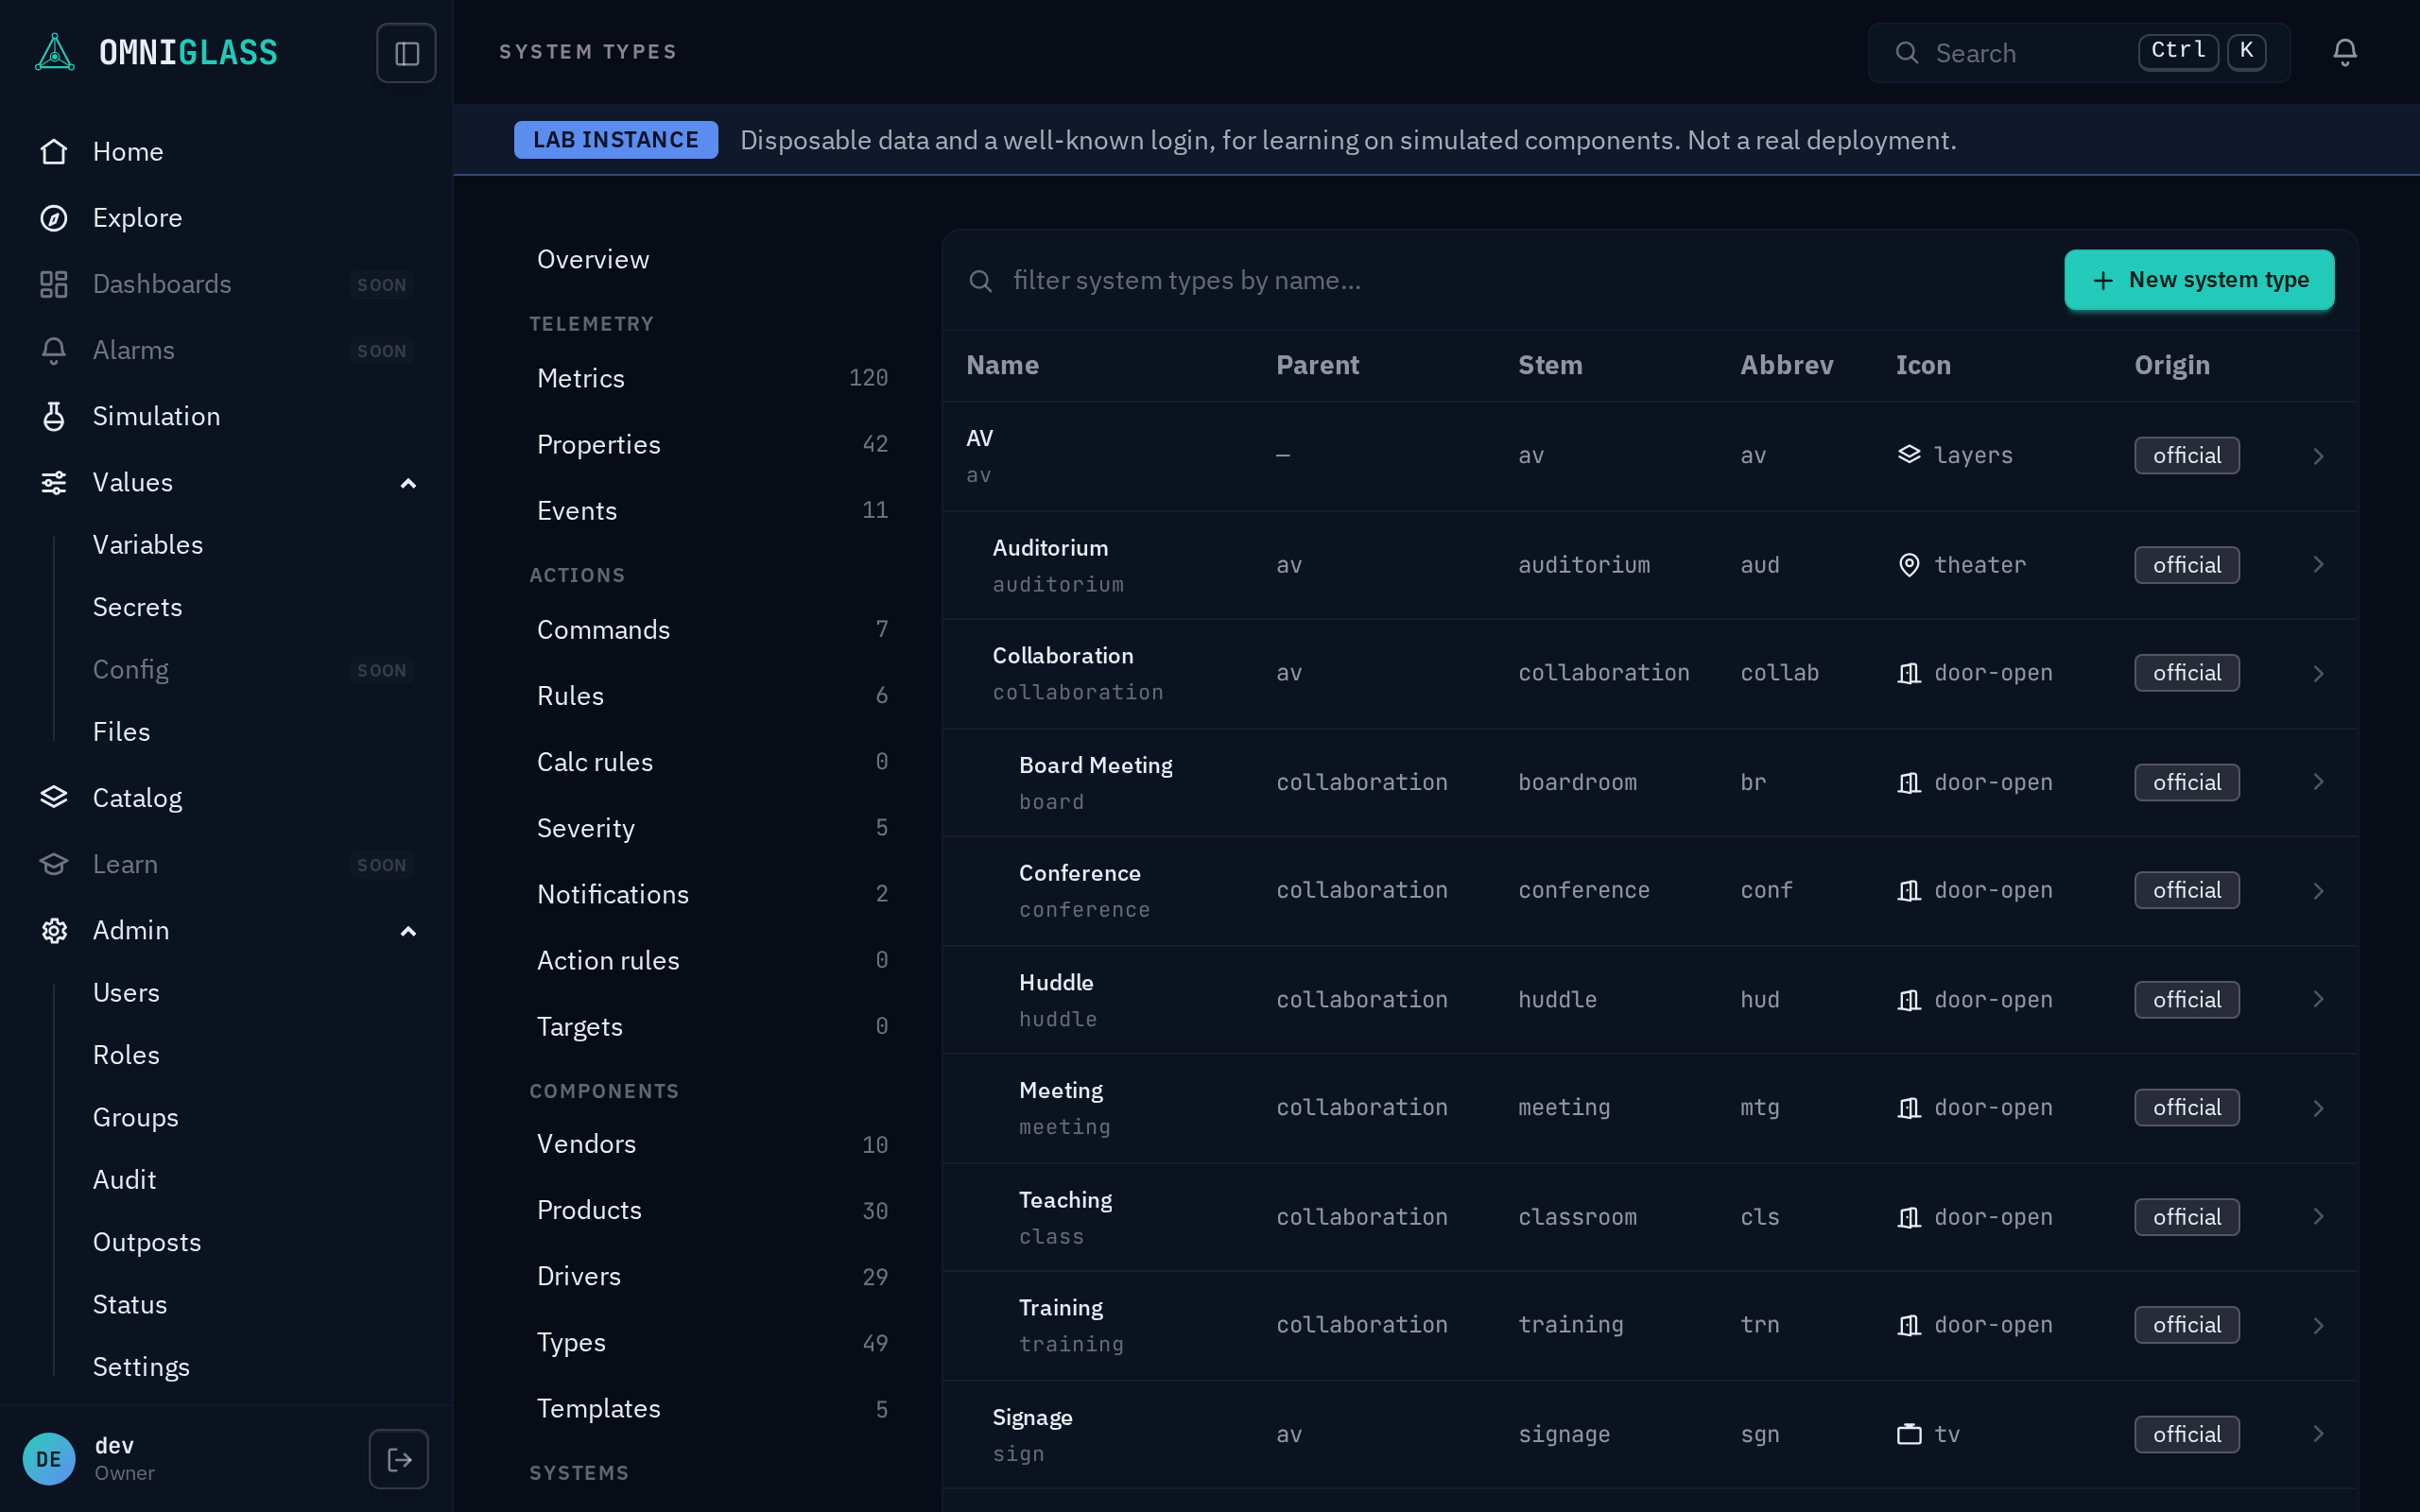 OMNIGLASS
Home
Explore
Dashboards SOON
Alarms SOON
Simulation
Values
Variables
Secrets
Config SOON
Files
Catalog
Learn SOON
Admin
Users
Roles
Groups
Audit
Outposts
Status
Settings
DE dev
Owner
SYSTEM TYPES
Search Ctrl K
LAB INSTANCE Disposable data and a well-known login, for learning on simulated components. Not a real deployment.
Overview
TELEMETRY
Metrics 120
Properties 42
Events 11
ACTIONS
Commands 7
Rules 6
Calc rules 0
Severity 5
Notifications 2
Action rules 0
Targets 0
COMPONENTS
Vendors 10
Products 30
Drivers 29
Types 49
Templates 5
SYSTEMS
filter system types by name...
New system type
Name Parent Stem Abbrev Icon Origin
AV
av — av av layers official
Auditorium
auditorium av auditorium aud theater official
Collaboration
collaboration av collaboration collab door-open official
Board Meeting
board collaboration boardroom br door-open official
Conference
conference collaboration conference conf door-open official
Huddle
huddle collaboration huddle hud door-open official
Meeting
meeting collaboration meeting mtg door-open official
Teaching
class collaboration classroom cls door-open official
Training
training collaboration training trn door-open official
Signage
sign av signage sgn tv official